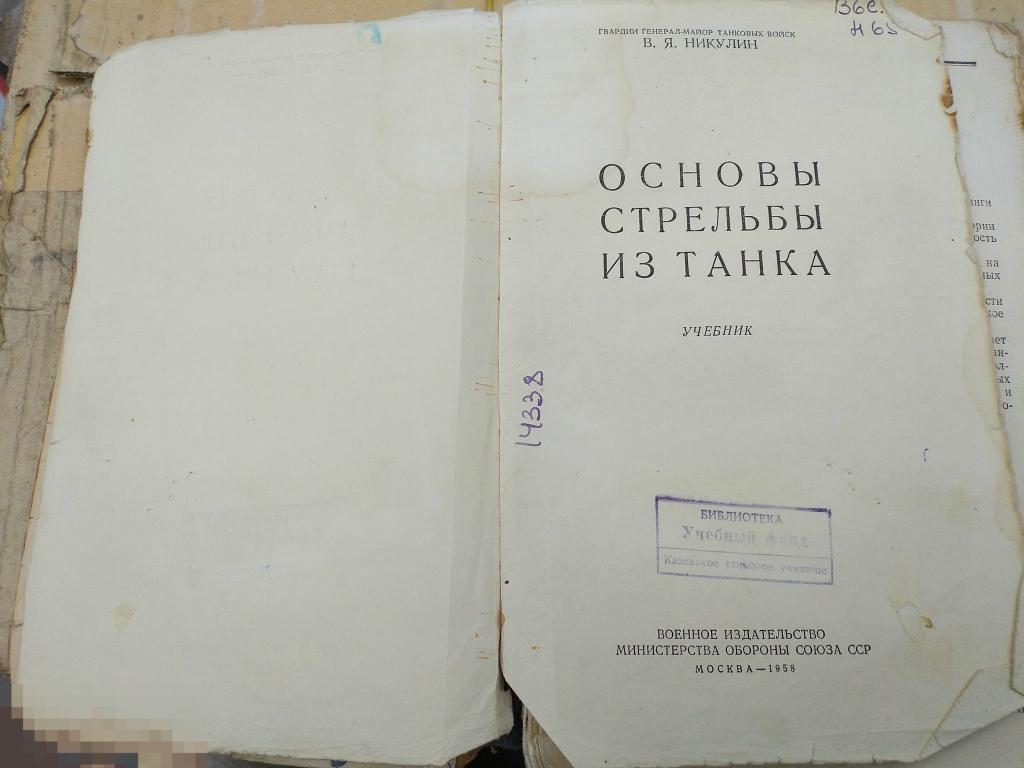 Н 65
ГВАРДИИ ГЕНЕРАЛ-МАЙОР ТАНКОВЫХ ВОЙСК
В. Я. НИКУЛИН
ОСНОВЫ
СТРЕЛЬБЫ
ИЗ ТАНКА
УЧЕБНИК
14338
БИБЛИОТЕКА
Учебный фонд
Казанское танковое училище
ВОЕННОЕ ИЗДАТЕЛЬСТВО
МИНИСТЕРСТВА ОБОРОНЫ СОЮЗА ССР
МОСКВА—1958